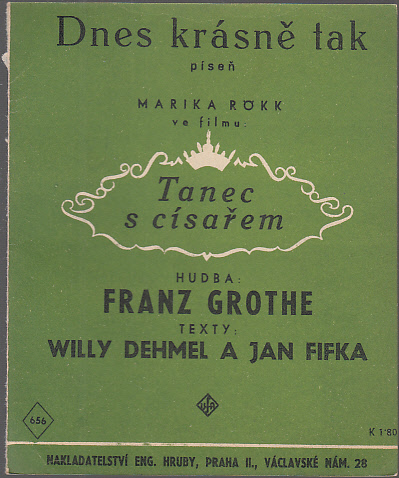 Dnes krásně tak
píseň
MARIKA RÖKK
ve filmu:
Tanec
s císařem
HUDBA:
FRANZ GROTHE
TEXTY:
WILLY DEHMEL A JAN FIFKA
UFA
656
K 1'80
NAKLADATELSTVÍ ENG. HRUBY, PRAHA II., VÁCLAVSKÉ NÁM. 28